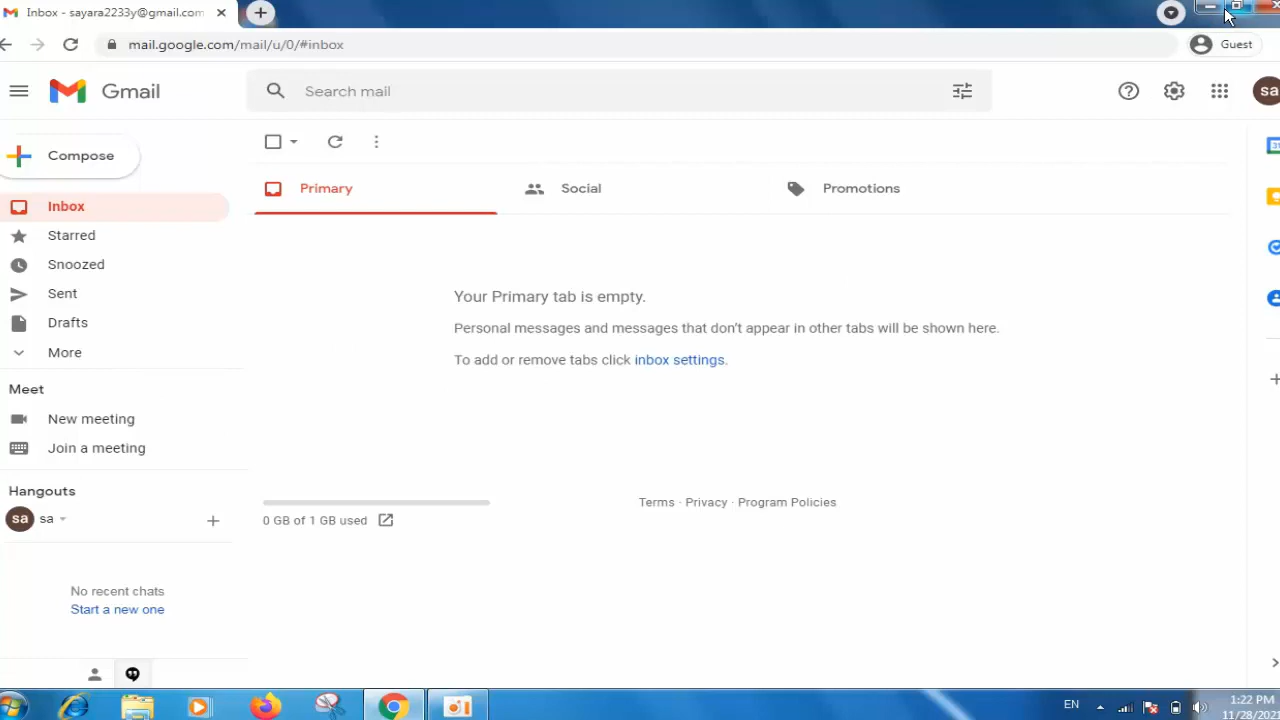 Inbox - sayara2233y@gmail.com
mail.google.com/mail/u/0/#inbox
Guest
Gmail
Search mail
sa
Compose
Primary
Social
Promotions
Inbox
Starred
Snoozed
Sent
Drafts
More
Your Primary tab is empty.
Personal messages and messages that don't appear in other tabs will be shown here.
To add or remove tabs click inbox settings.
Meet
New meeting
Join a meeting
Hangouts
sa sa
0 GB of 1 GB used
Terms · Privacy · Program Policies
No recent chats
Start a new one
EN
1:22 PM
11/28/202